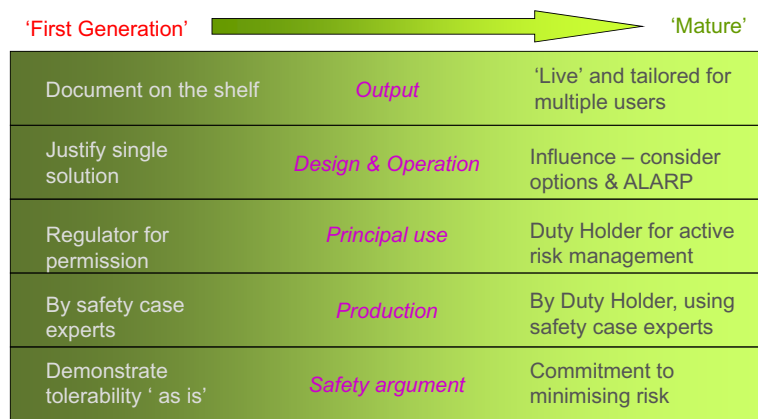 ‘First Generation’
‘Mature’
Document on the shelf
Output
‘Live’ and tailored for
multiple users
Justify single
solution
Design & Operation
Influence – consider
options & ALARP
Regulator for
permission
Principal use
Duty Holder for active
risk management
By safety case
experts
Production
By Duty Holder, using
safety case experts
Demonstrate
tolerability ‘ as is’
Safety argument
Commitment to
minimising risk